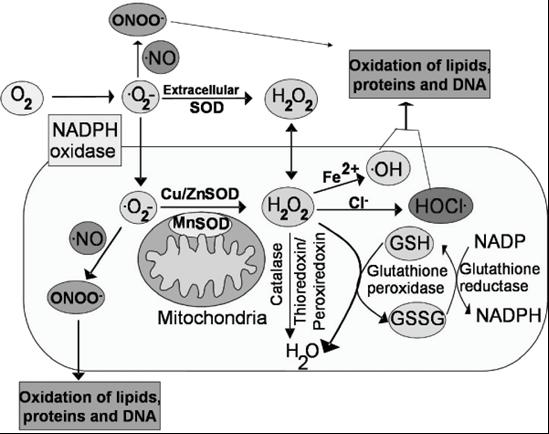 ONOO-
·NO
Oxidation of lipids,
proteins and DNA
O2
·O2-
Extracellular
SOD
H2O2
NADPH
oxidase
Fe2+
·OH
·O2-
Cu/ZnSOD
H2O2
Cl-
HOCl·
MnSOD
·NO
GSH
NADP
Catalase
Thioredoxin/
Peroxiredoxin
Glutathione
peroxidase
Glutathione
reductase
ONOO-
Mitochondria
GSSG
NADPH
H2O
Oxidation of lipids,
proteins and DNA